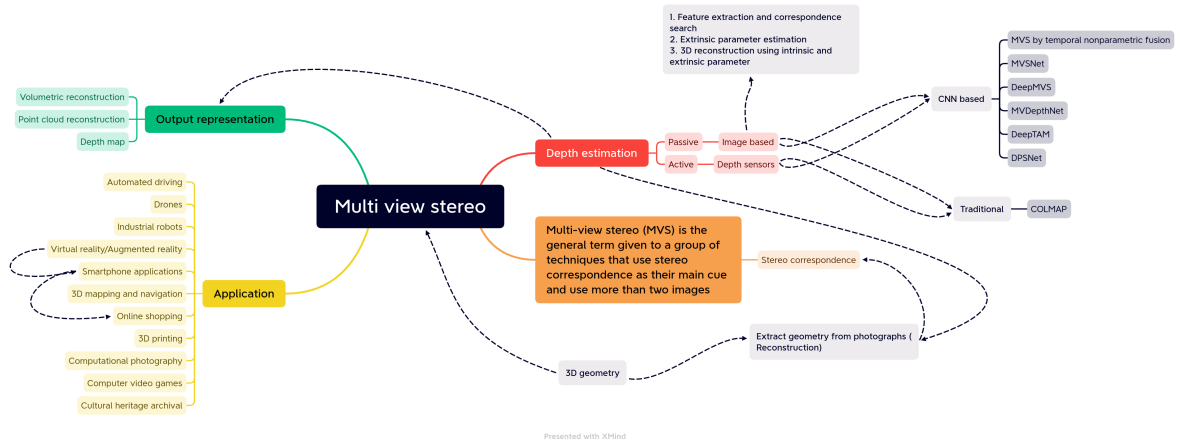 1. Feature extraction and correspondence
search
2. Extrinsic parameter estimation
3. 3D reconstruction using intrinsic and
extrinsic parameter
MVS by temporal nonparametric fusion
MVSNet
DeepMVS
MVDepthNet
DeepTAM
DPSNet
CNN based
Volumetric reconstruction
Point cloud reconstruction
Depth map
Output representation
Depth estimation
Passive
Image based
Active
Depth sensors
Traditional
COLMAP
Multi view stereo
Multi-view stereo (MVS) is the
general term given to a group of
techniques that use stereo
correspondence as their main cue
and use more than two images
Stereo correspondence
Automated driving
Drones
Industrial robots
Virtual reality/Augmented reality
Smartphone applications
3D mapping and navigation
Online shopping
3D printing
Computational photography
Computer video games
Cultural heritage archival
Application
Extract geometry from photographs (
Reconstruction)
3D geometry
Presented with XMind